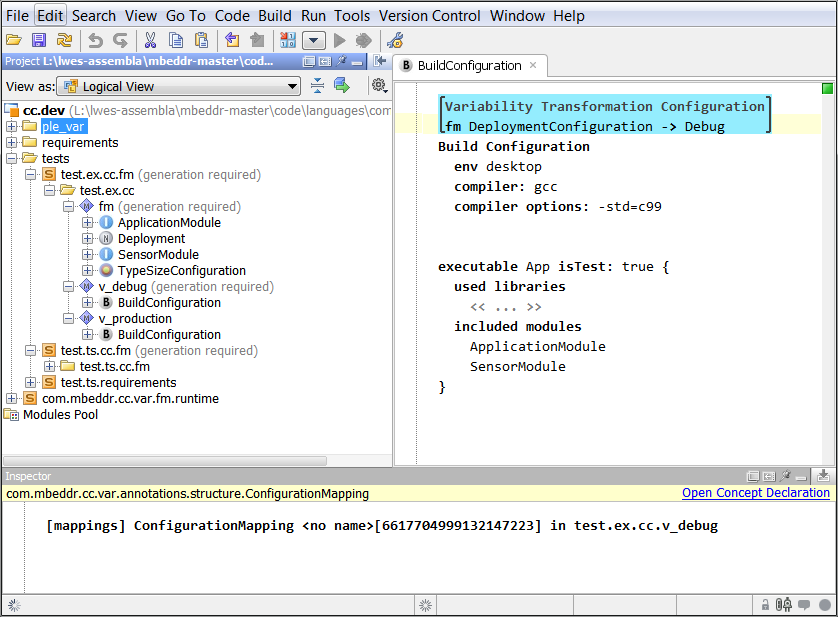 File Edit Search View Go To Code Build Run Tools Version Control Window Help
Project L:\lwes-assembla\mbeddr-master\cod...
View as: Logical View
cc.dev (L:\lwes-assembla\mbeddr-master\code\languages\com
ple_var
requirements
tests
S test.ex.cc.fm (generation required)
test.ex.cc
M fm (generation required)
I ApplicationModule
N Deployment
I SensorModule
TypeSizeConfiguration
M v_debug (generation required)
B BuildConfiguration
M v_production
B BuildConfiguration
S test.ts.cc.fm (generation required)
test.ts.cc.fm
S test.ts.requirements
S com.mbeddr.cc.var.fm.runtime
Modules Pool
B BuildConfiguration ×
[Variability Transformation Configuration]
[fm DeploymentConfiguration -> Debug ]
Build Configuration
env desktop
compiler: gcc
compiler options: -std=c99
executable App isTest: true {
used libraries
<< ... >>
included modules
ApplicationModule
SensorModule
}
Inspector
com.mbeddr.cc.var.annotations.structure.ConfigurationMapping Open Concept Declaration
[mappings] ConfigurationMapping <no name>[6617704999132147223] in test.ex.cc.v_debug